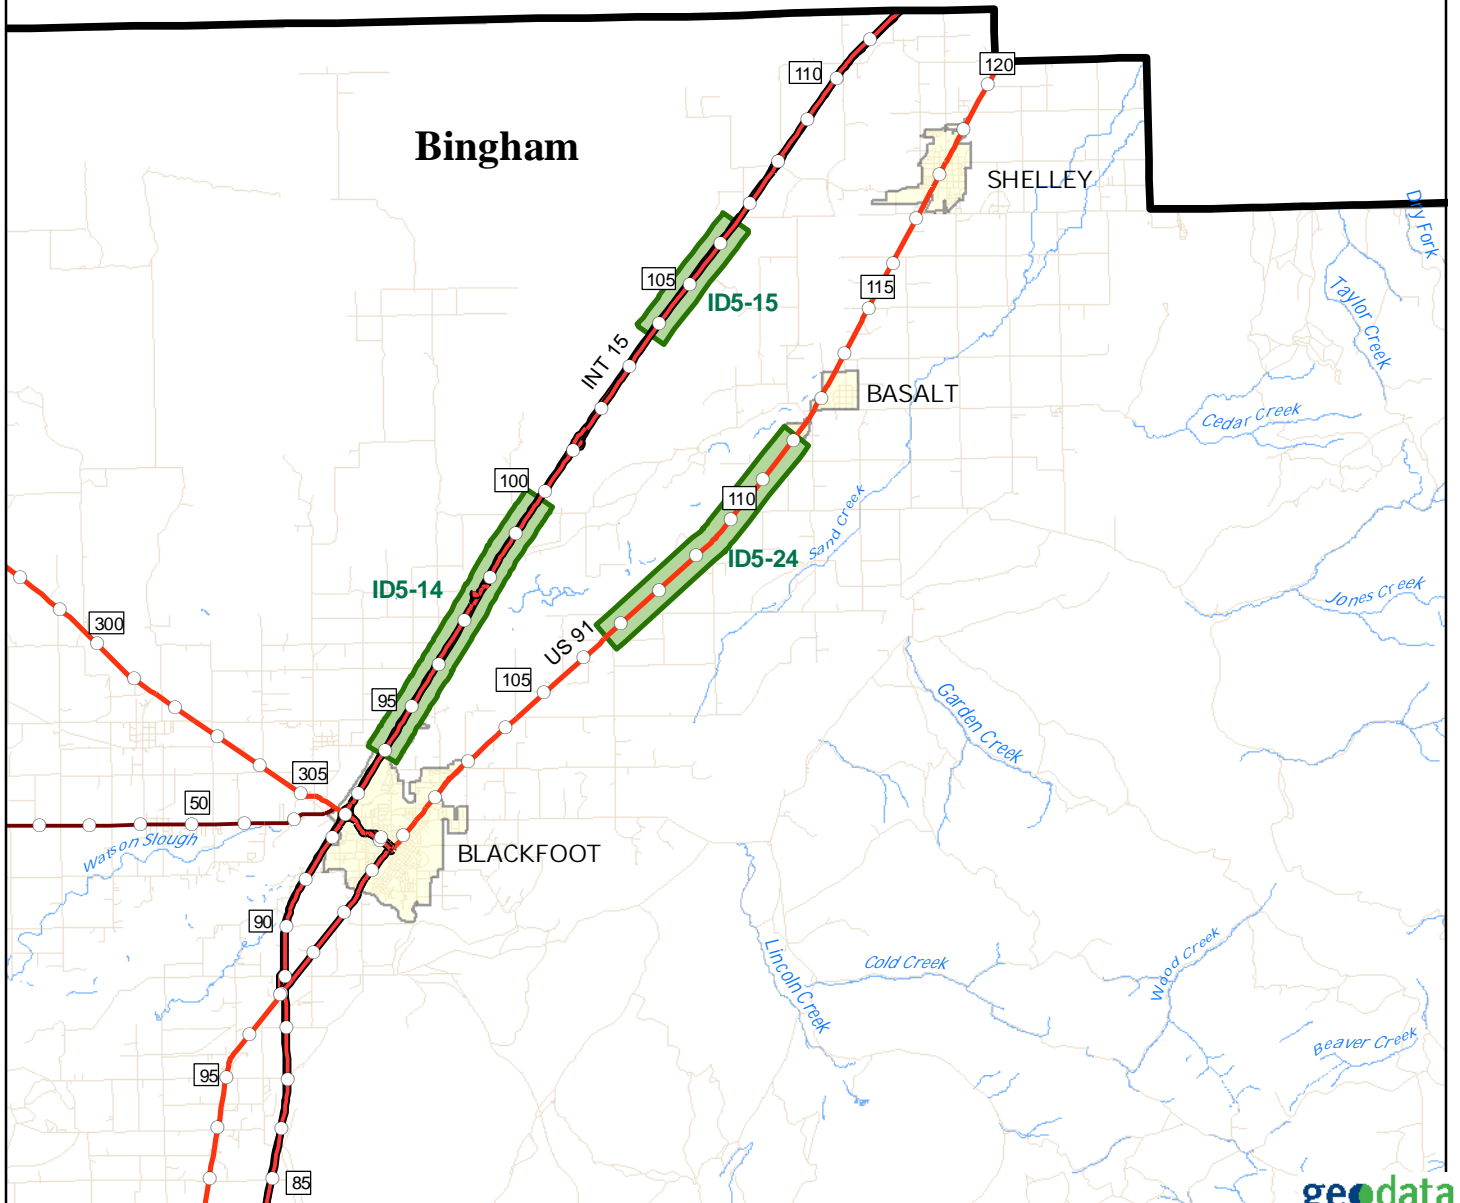 120
110
Bingham
SHELLEY
Dry Fork
105
115
ID5-15
Taylor Creek
INT 15
BASALT
Cedar Creek
100
110
Sand Creek
ID5-24
ID5-14
Jones Creek
300
US 91
105
95
Garden Creek
305
50
Watson Slough
BLACKFOOT
90
Lincoln Creek
Cold Creek
Wood Creek
Beaver Creek
95
85
geodata